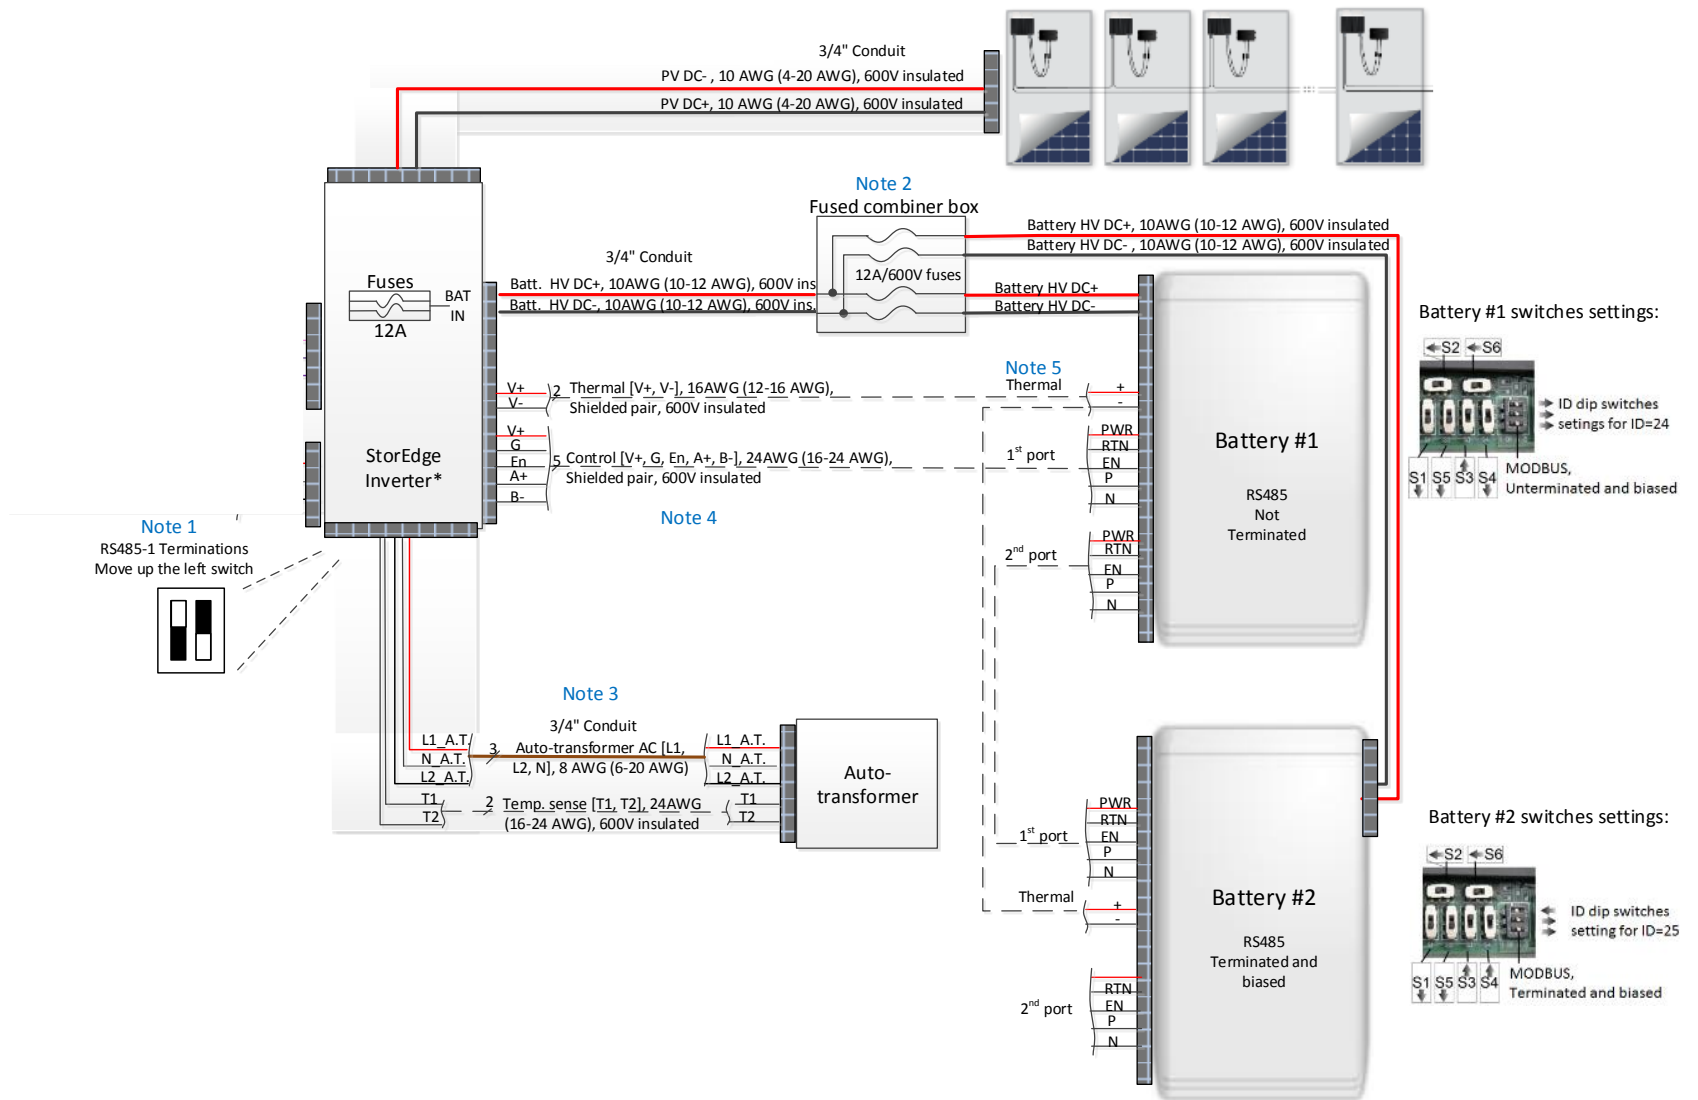 3/4" Conduit
PV DC- , 10 AWG (4-20 AWG), 600V insulated
PV DC+, 10 AWG (4-20 AWG), 600V insulated
Note 2
Fused combiner box
12A/600V fuses
Battery HV DC+, 10AWG (10-12 AWG), 600V insulated
Battery HV DC- , 10AWG (10-12 AWG), 600V insulated
3/4" Conduit
Batt. HV DC+, 10AWG (10-12 AWG), 600V ins
Batt. HV DC-, 10AWG (10-12 AWG), 600V ins.
Battery HV DC+
Battery HV DC-
Fuses
12A
BAT
IN
StorEdge
Inverter*
V+
V-
2
Thermal [V+, V-], 16AWG (12-16 AWG),
Shielded pair, 600V insulated
V+
G
En
A+
B-
5
Control [V+, G, En, A+, B-], 24AWG (16-24 AWG),
Shielded pair, 600V insulated
Note 4
Note 5
Thermal
+
-
1st port
PWR
RTN
EN
P
N
2nd port
PWR
RTN
EN
P
N
Battery #1
RS485
Not
Terminated
Battery #1 switches settings:
S2
S6
ID dip switches
setings for ID=24
S1
S5
S3
S4
MODBUS,
Unterminated and biased
Note 1
RS485-1 Terminations
Move up the left switch
Note 3
3/4" Conduit
L1_A.T.
N_A.T.
L2_A.T.
3
Auto-transformer AC [L1,
L2, N], 8 AWG (6-20 AWG)
L1_A.T.
N_A.T.
L2_A.T.
T1
T2
2
Temp. sense [T1, T2], 24AWG
(16-24 AWG), 600V insulated
T1
T2
Auto-
transformer
1st port
PWR
RTN
EN
P
N
Thermal
+
-
2nd port
RTN
EN
P
N
Battery #2
RS485
Terminated and
biased
Battery #2 switches settings:
S2
S6
ID dip switches
setting for ID=25
S1
S5
S3
S4
MODBUS,
Terminated and biased